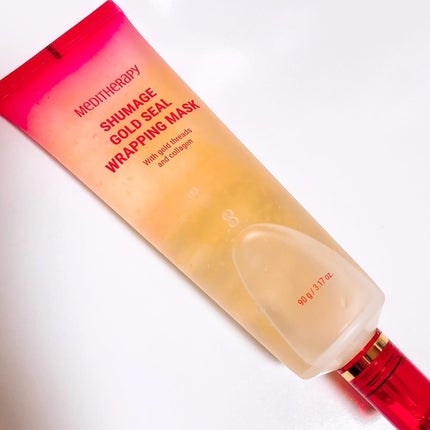 MEDITHERAPY
SHUMAGE
GOLD SEAL
WRAPPING MASK
With gold threads
and collagen
90 g / 3.17 oz